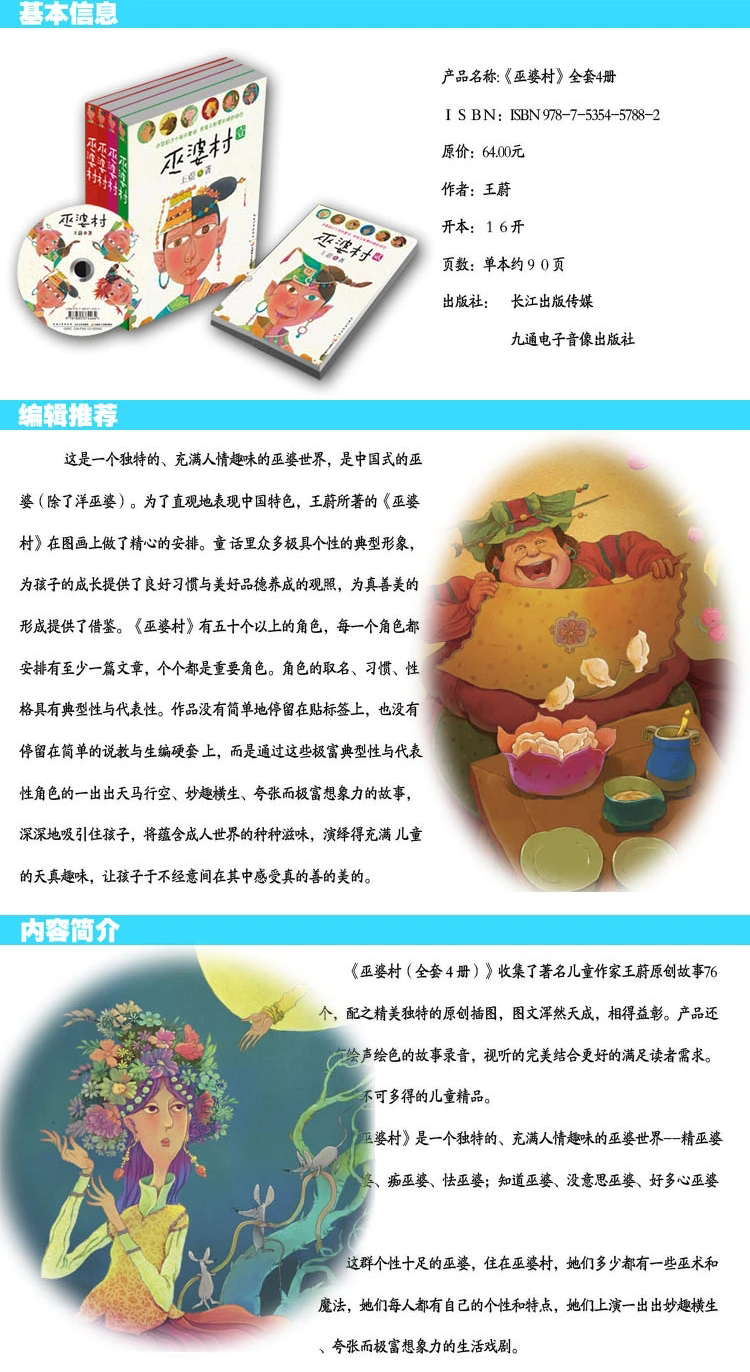 基本信息
巫婆村
王蔚 著
巫婆村
巫婆村
巫婆村
巫婆村
巫婆村
巫婆村
王蔚
产品名称:《巫婆村》全套4册
ＩＳＢＮ：ISBN 978-7-5354-5788-2
原价：64.00元
作者：王蔚
开本：１６开
页数：单本约９０页
出版社： 长江出版传媒
九通电子音像出版社
编辑推荐
这是一个独特的、充满人情趣味的巫婆世界，是中国式的巫
婆（除了洋巫婆）。为了直观地表现中国特色，王蔚所著的《巫婆
村》在图画上做了精心的安排。童 话里众多极具个性的典型形象，
为孩子的成长提供了良好习惯与美好品德养成的观照，为真善美的
形成提供了借鉴。《巫婆村》有五十个以上的角色，每一个角色都
安排有至少一篇文章，个个都是重要角色。角色的取名、习惯、性
格具有典型性与代表性。作品没有简单地停留在贴标签上，也没有
停留在简单的说教与生编硬套 上，而是通过这些极富典型性与代表
性角色的一出出天马行空、妙趣横生、夸张而极富想象力的故事，
深深地吸引住孩子，将蕴含成人世界的种种滋味，演绎得充满 儿童
的天真趣味，让孩子于不经意间在其中感受真的善的美的。
内容简介
《巫婆村（全套４册）》收集了著名儿童作家王蔚原创故事76
个，配之精美独特的原创插图，图文浑然天成，相得益彰。产品还
绘声绘色的故事录音，视听的完美结合更好的满足读者需求。
不可多得的儿童精品。
巫婆村》是一个独特的、充满人情趣味的巫婆世界--精巫婆
婆、痴巫婆、怯巫婆；知道巫婆、没意思巫婆、好多心巫婆
这群个性十足的巫婆，住在巫婆村，她们多少都有一些巫术和
魔法，她们每人都有自己的个性和特点，她们上演一出出妙趣横生
、夸张而极富想象力的生活戏剧。